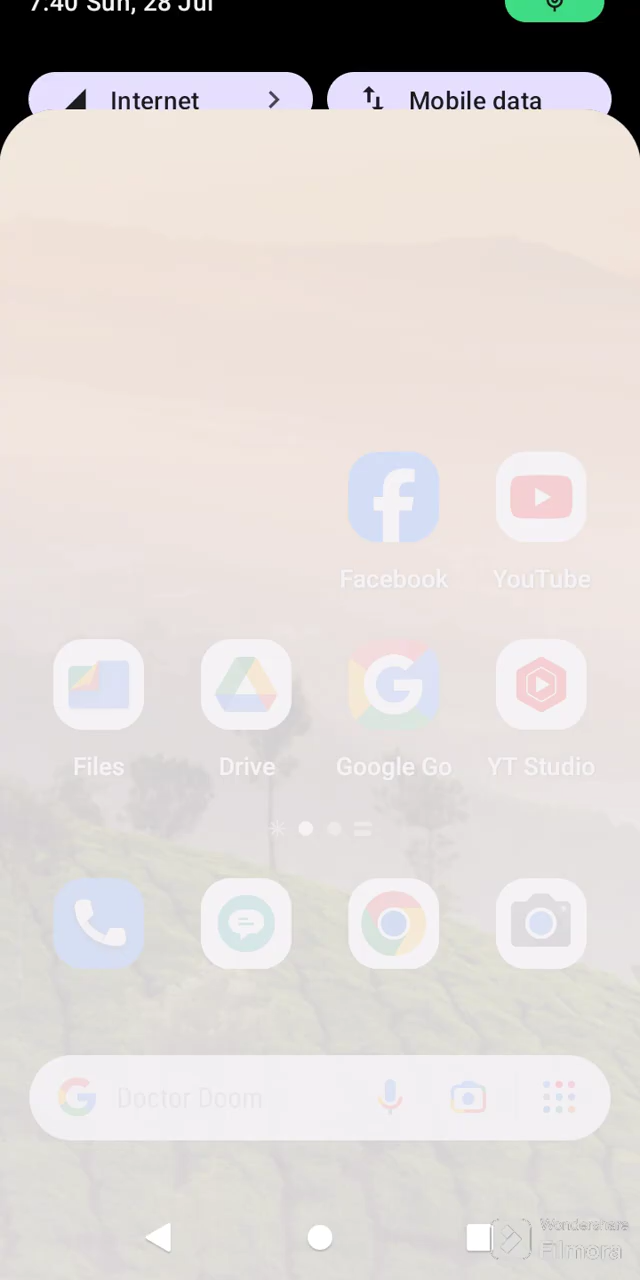 7.40 Sun, 28 Jul
Internet
Mobile data
Facebook
YouTube
Files
Drive
Google Go
YT Studio
Doctor Doom
Wondershare
Filmora